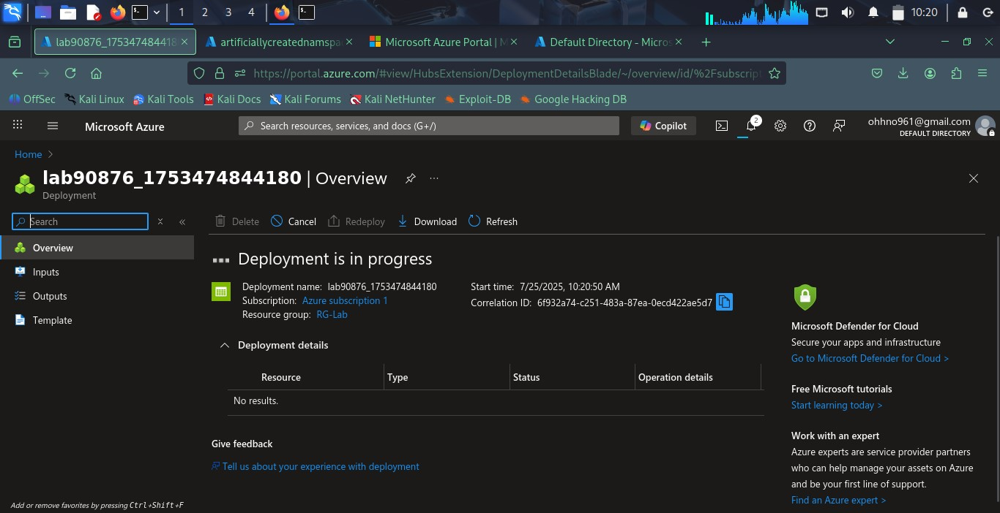 1 2 3 4 10:20
lab90876_17534748441808
artificiallycreatednamspa
Microsoft Azure Portal | M
Default Directory - Micros
https://portal.azure.com/#view/HubsExtension/DeploymentDetailsBlade/~/overview/id/%2Fsubscript
OffSec Kali Linux Kali Tools Kali Docs Kali Forums Kali NetHunter Exploit-DB Google Hacking DB
Microsoft Azure
Search resources, services, and docs (G+/)
Copilot
2
ohhno961@gmail.com
DEFAULT DIRECTORY
Home
lab90876_1753474844180 | Overview
Deployment
Search
Delete Cancel Redeploy Download Refresh
Overview
Inputs
Outputs
Template
Deployment is in progress
Deployment name: lab90876_1753474844180
Subscription: Azure subscription 1
Resource group: RG-Lab
Start time: 7/25/2025, 10:20:50 AM
Correlation ID: 6f932a74-c251-483a-87ea-0ecd422ae5d7
Deployment details
Resource Type Status Operation details
No results.
Give feedback
Tell us about your experience with deployment
Microsoft Defender for Cloud
Secure your apps and infrastructure
Go to Microsoft Defender for Cloud >
Free Microsoft tutorials
Start learning today >
Work with an expert
Azure experts are service provider partners
who can help manage your assets on Azure
and be your first line of support.
Find an Azure expert >
Add or remove favorites by pressing Ctrl+Shift+F